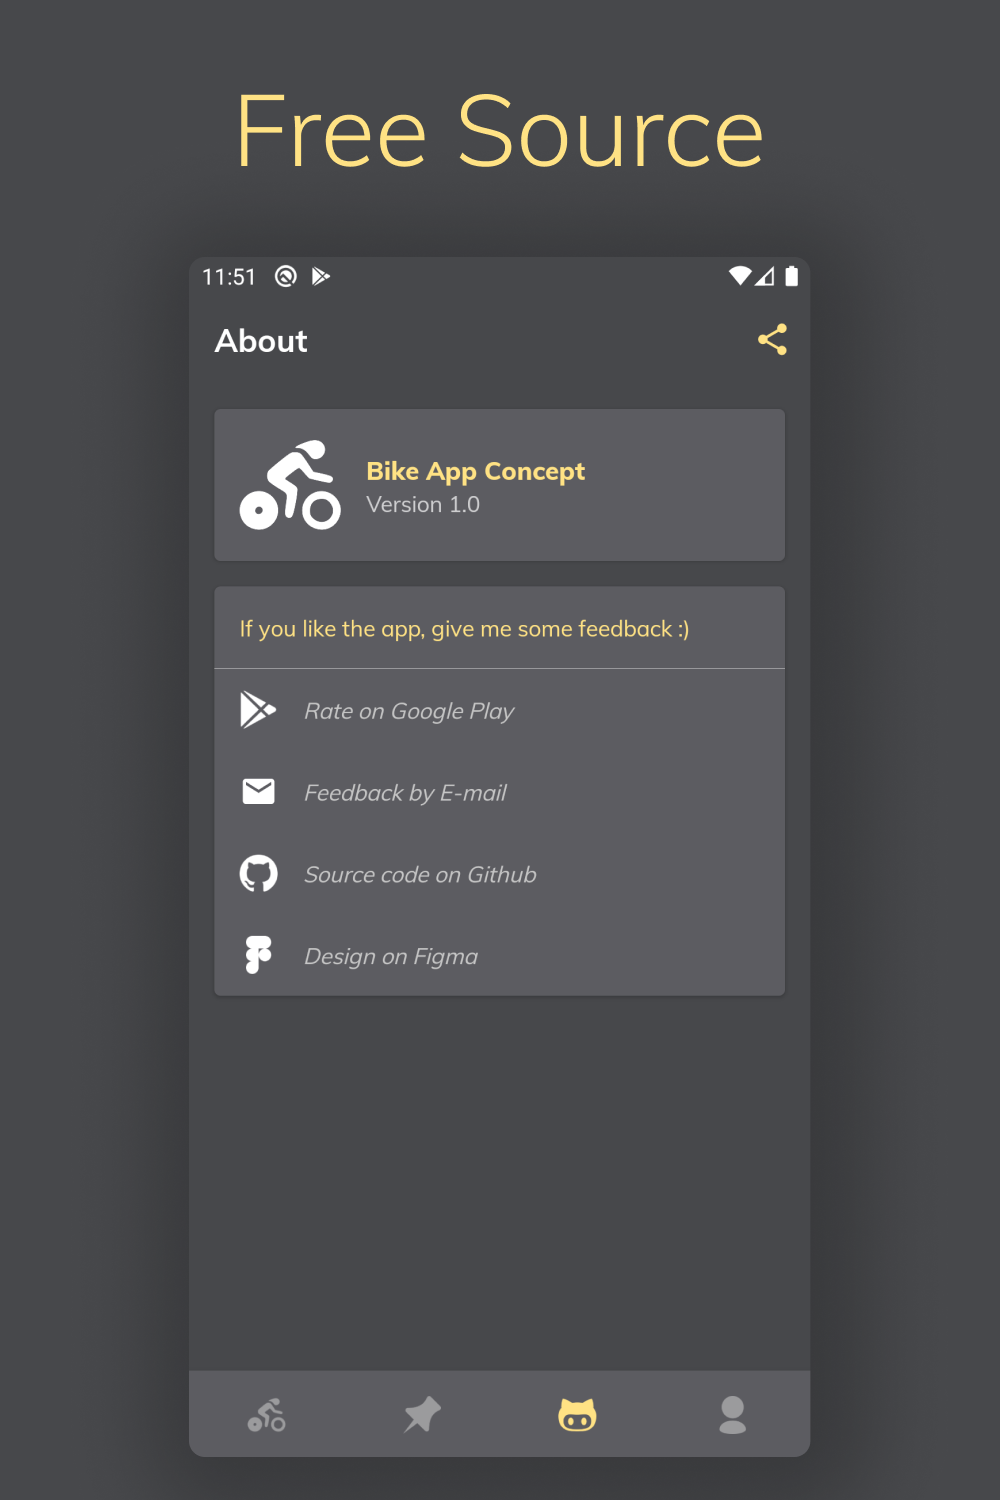 Free Source
11:51
About
Bike App Concept
Version 1.0
If you like the app, give me some feedback :)
Rate on Google Play
Feedback by E-mail
Source code on Github
Design on Figma